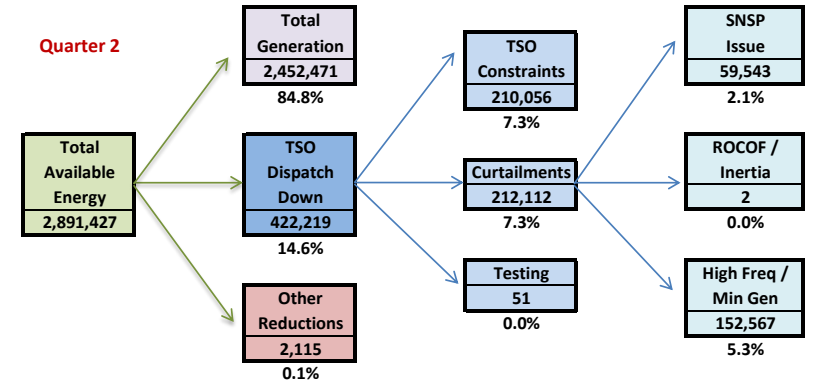 Quarter 2
Total
Available
Energy
2,891,427
Total
Generation
2,452,471
84.8%
TSO
Dispatch
Down
422,219
14.6%
Other
Reductions
2,115
0.1%
TSO
Constraints
210,056
7.3%
Curtailments
212,112
7.3%
Testing
51
0.0%
SNSP
Issue
59,543
2.1%
ROCOF /
Inertia
2
0.0%
High Freq /
Min Gen
152,567
5.3%